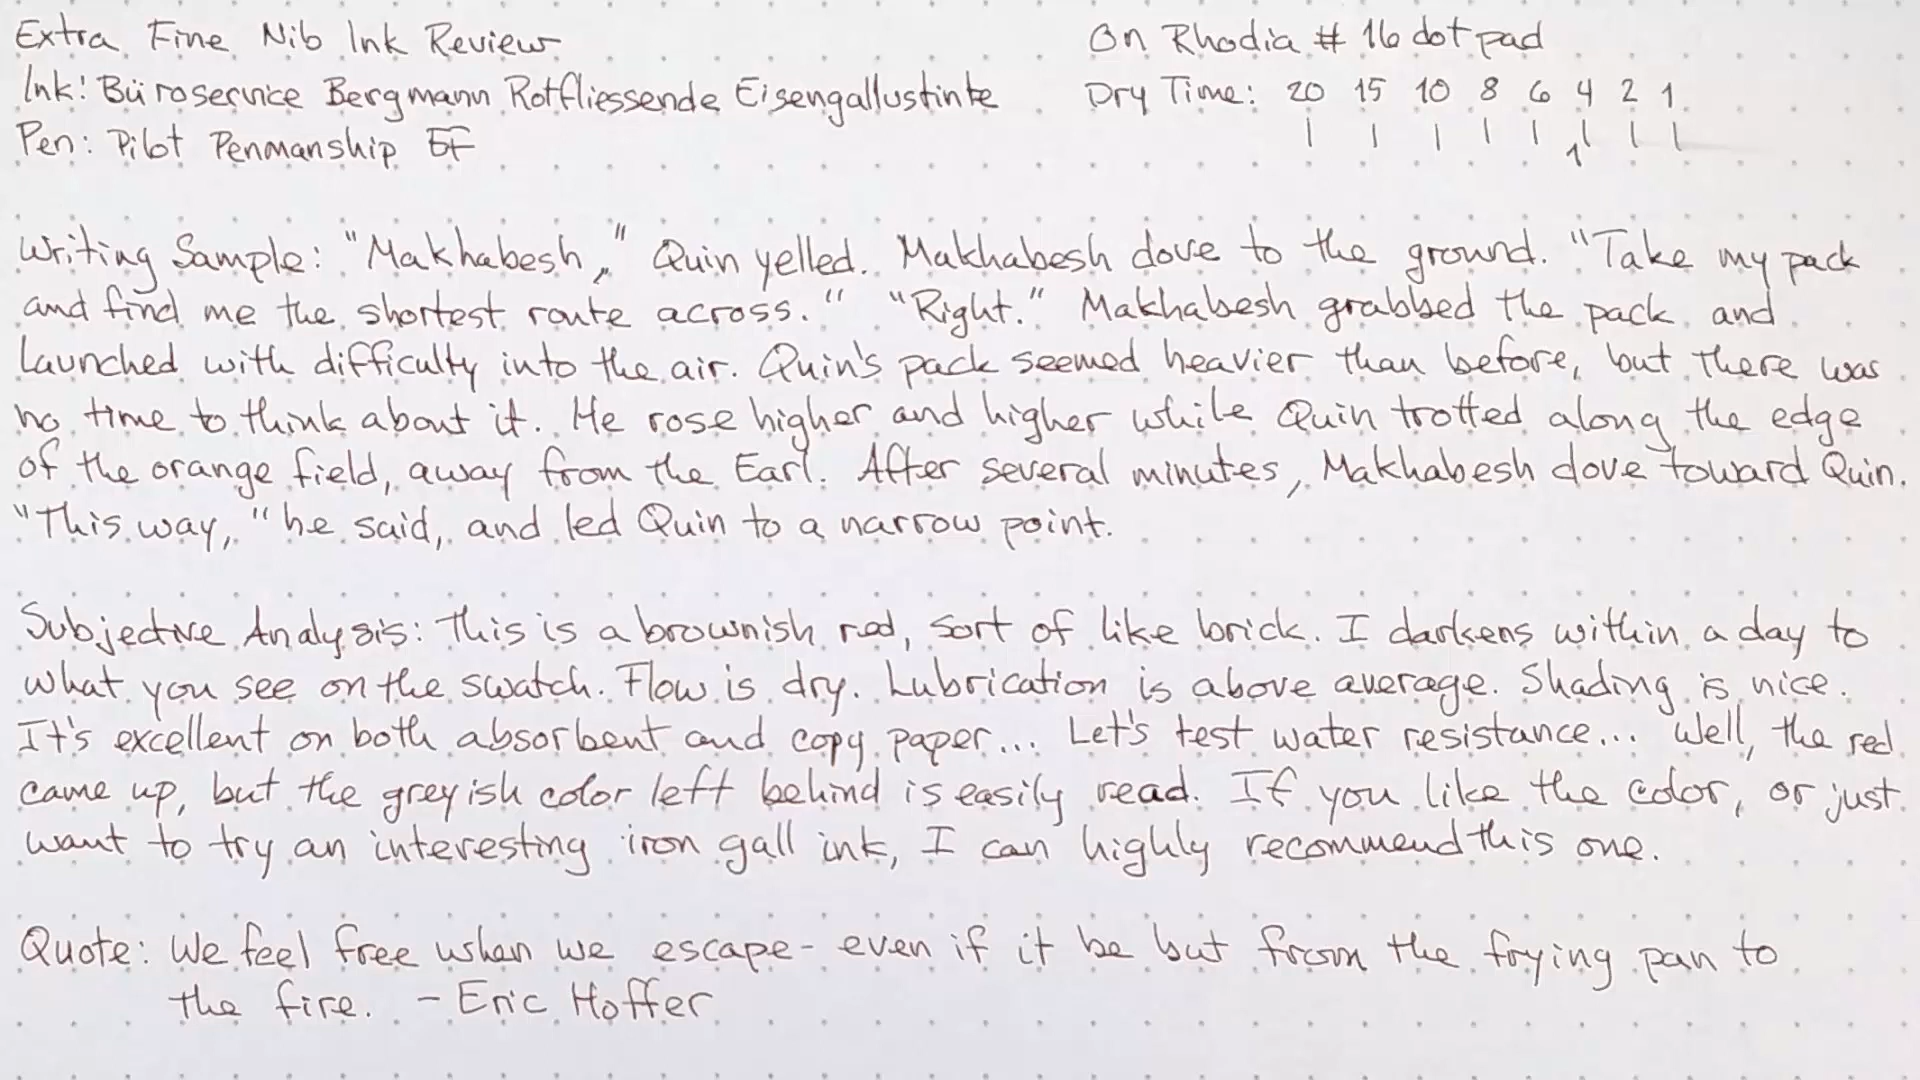 Extra Fine Nib Ink Review
On Rhodia # 16 dot pad
Ink: Büroservice Bergmann Rotfliessende Eisengallustinte
Dry Time: 20 15 10 8 6 4 2 1
Pen: Pilot Penmanship EF
Writing Sample: "Makhabesh," Quin yelled. Makhabesh dove to the ground. "Take my pack
and find me the shortest route across." "Right." Makhabesh grabbed the pack and
launched with difficulty into the air. Quin's pack seemed heavier than before, but there was
no time to think about it. He rose higher and higher while Quin trotted along the edge
of the orange field, away from the Earl. After several minutes, Makhabesh dove toward Quin.
"This way," he said, and led Quin to a narrow point.
Subjective Analysis: This is a brownish red, sort of like brick. I darkens within a day to
what you see on the swatch. Flow is dry. Lubrication is above average. Shading is nice.
It's excellent on both absorbent and copy paper... Let's test water resistance... Well, the red
came up, but the greyish color left behind is easily read. If you like the color, or just
want to try an interesting iron gall ink, I can highly recommend this one.
Quote: We feel free when we escape - even if it be but from the frying pan to
the fire. - Eric Hoffer